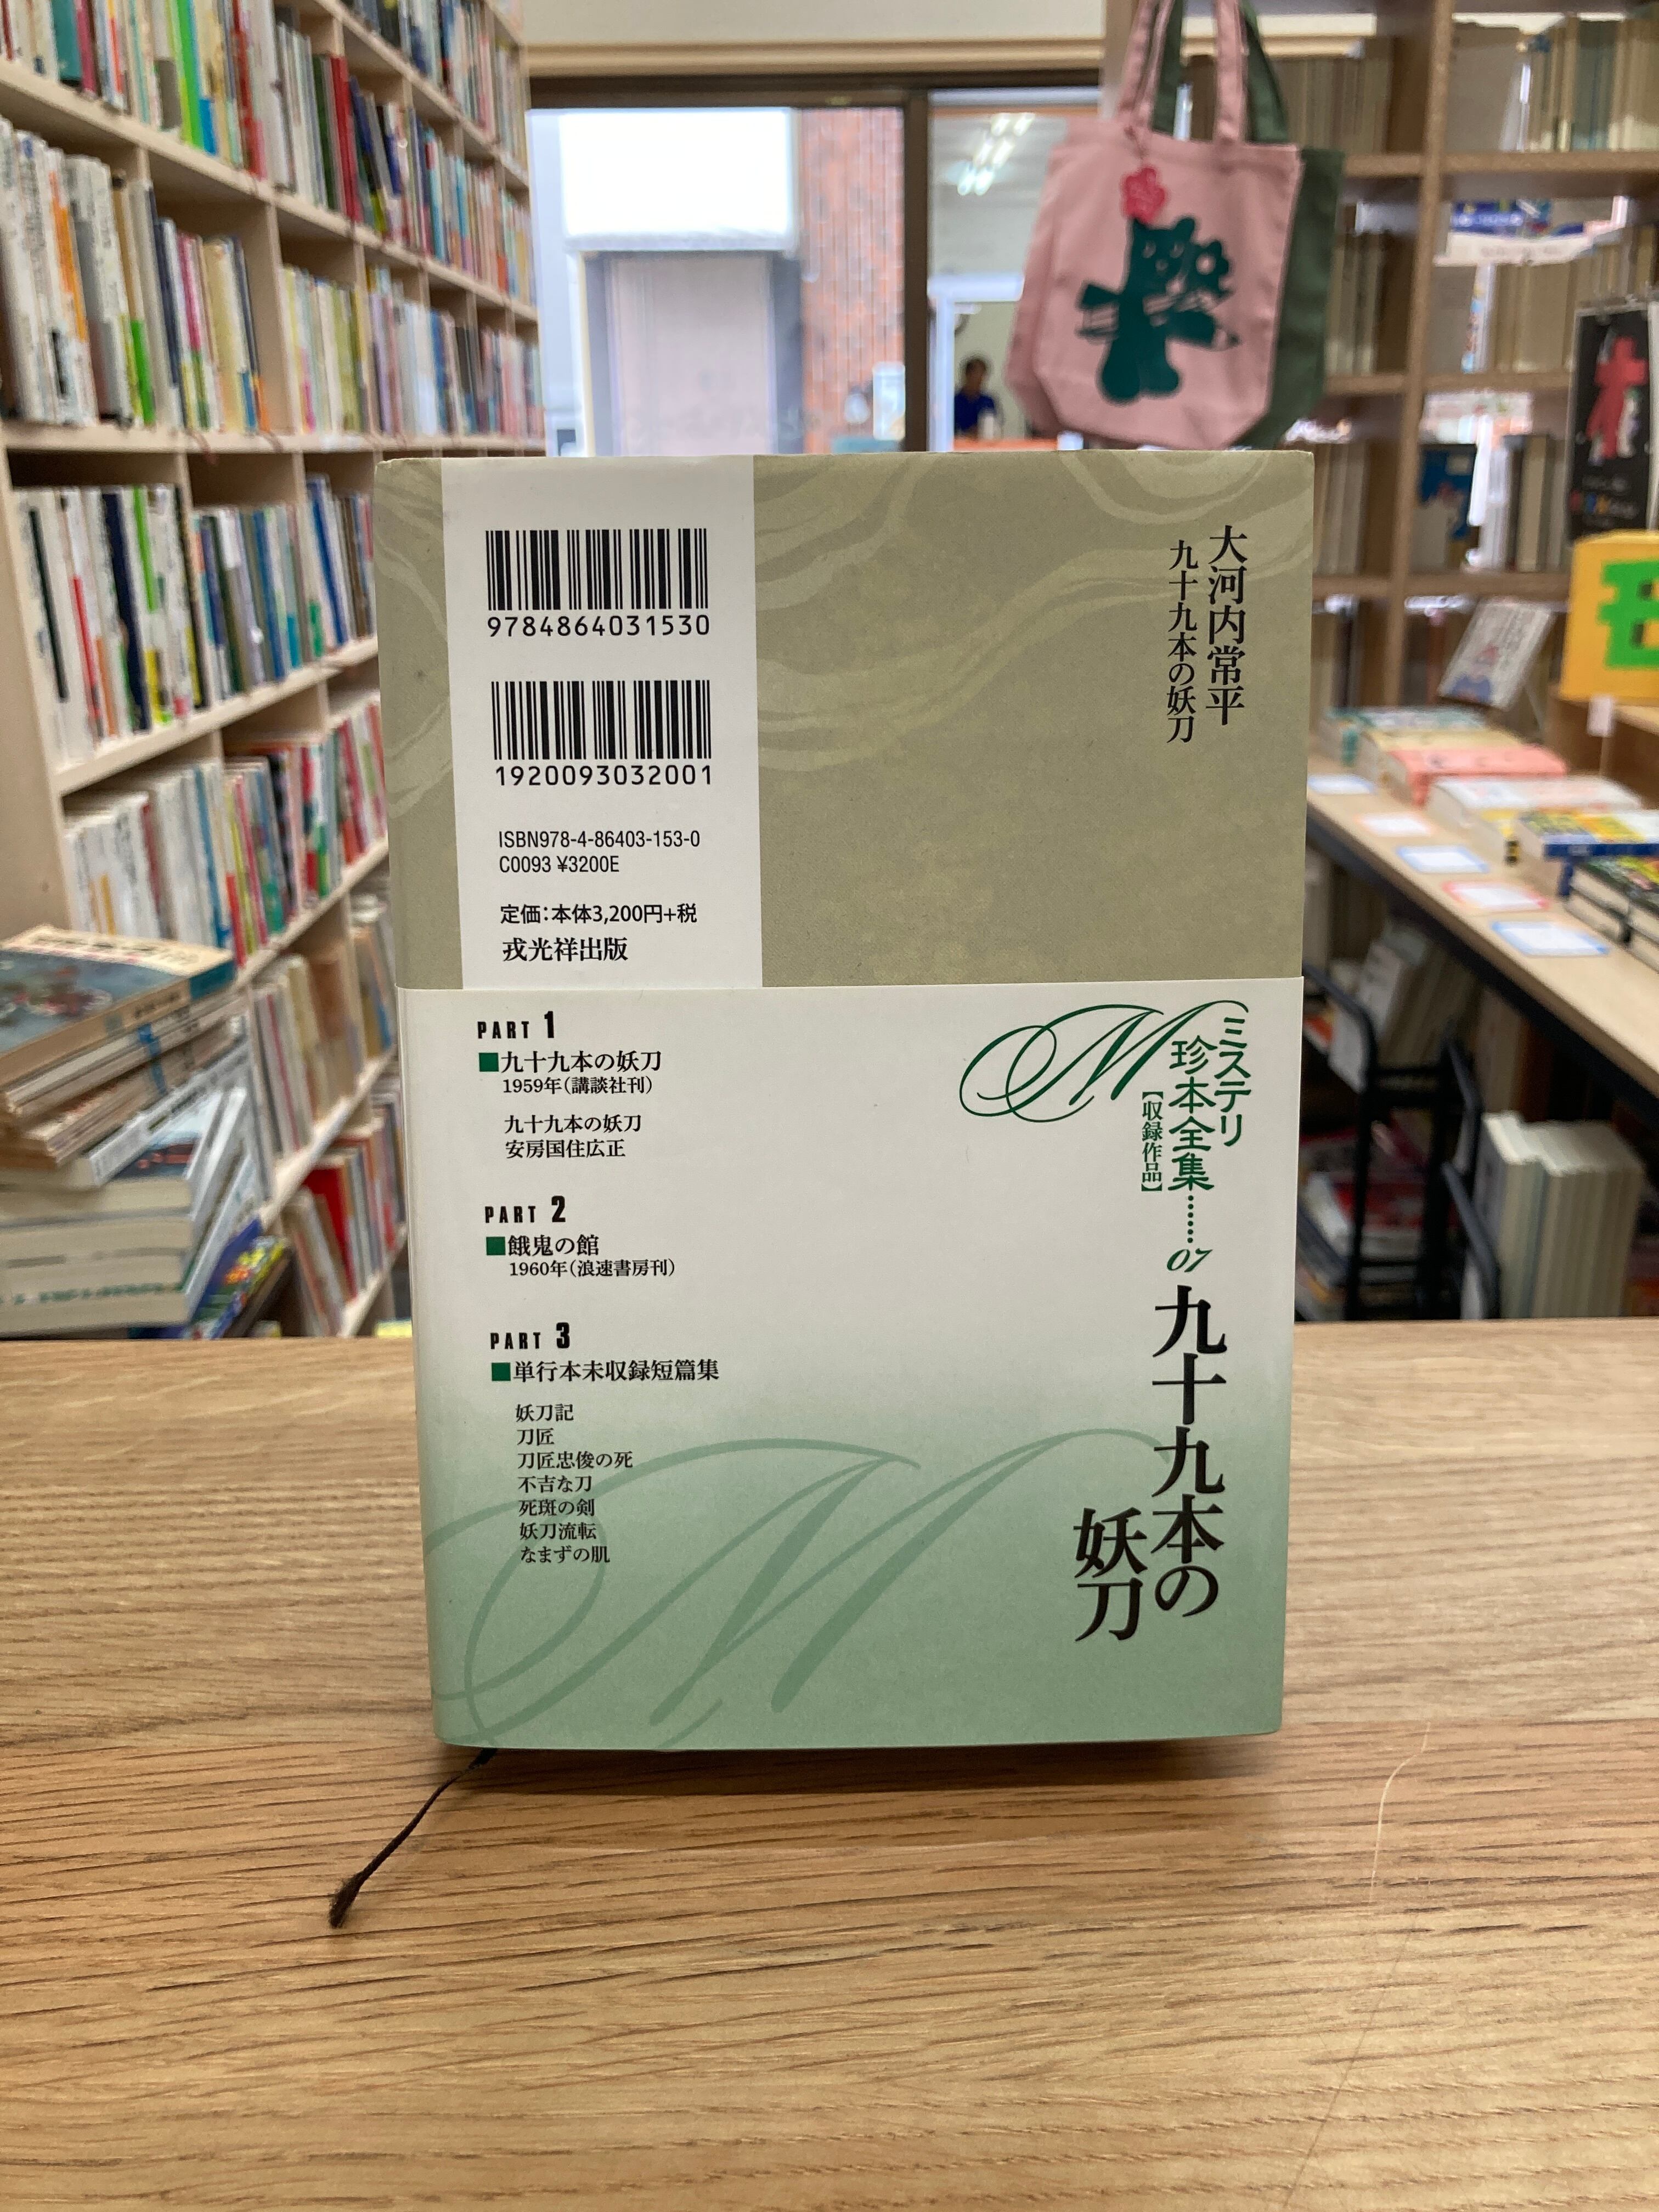 大河内常平
九十九本の妖刀
9784864031530
1920093032001
ISBN978-4-86403-153-0
C0093 ¥3200E
定価：本体3,200円+税
戎光祥出版
ミステリ
珍本全集……07
【収録作品】
九十九本の
妖刀
PART 1
■九十九本の妖刀
1959年（講談社刊）
九十九本の妖刀
安房国住広正
PART 2
■餓鬼の館
1960年（浪速書房刊）
PART 3
■単行本未収録短篇集
妖刀記
刀匠
刀匠忠俊の死
不吉な刀
死斑の剣
妖刀流転
なまずの肌